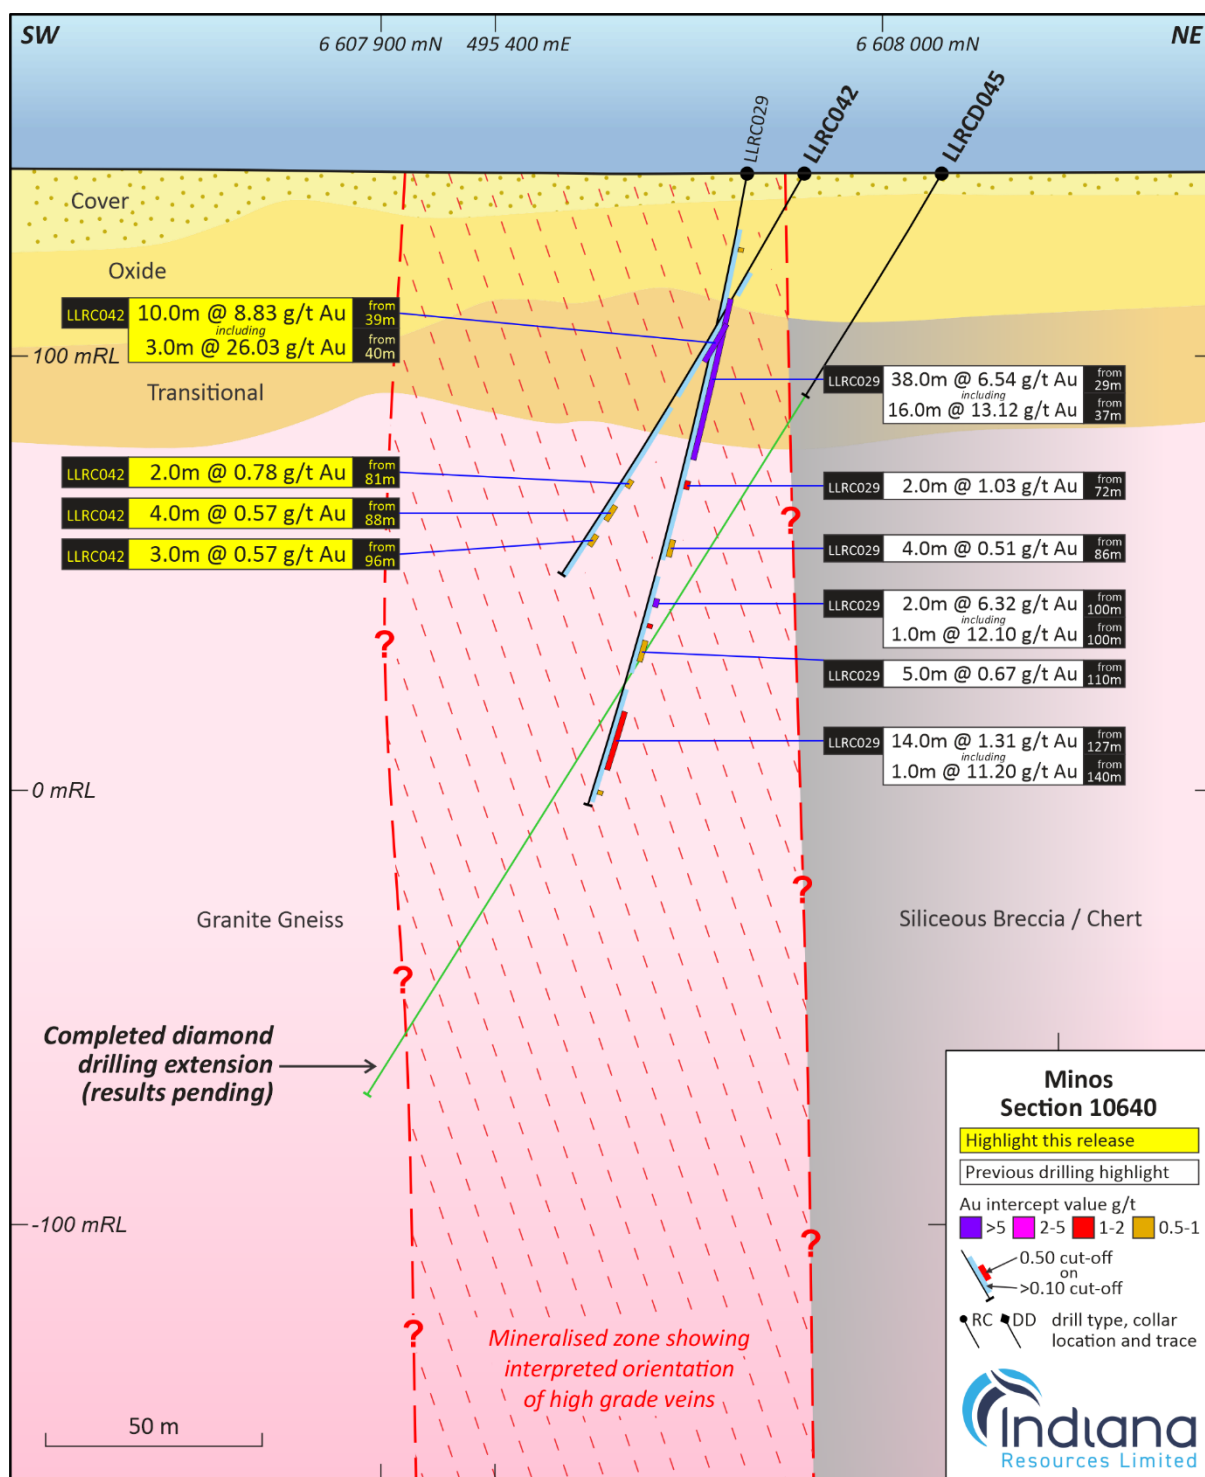 SW
NE
6 607 900 mN
495 400 mE
6 608 000 mN
LLRC029
LLRC042
LLRCD045
Cover
Oxide
LLRC042 10.0m @ 8.83 g/t Au from 39m
including
3.0m @ 26.03 g/t Au from 40m
100 mRL
Transitional
LLRC029 38.0m @ 6.54 g/t Au from 29m
including
16.0m @ 13.12 g/t Au from 37m
LLRC042 2.0m @ 0.78 g/t Au from 81m
LLRC042 4.0m @ 0.57 g/t Au from 88m
LLRC042 3.0m @ 0.57 g/t Au from 96m
LLRC029 2.0m @ 1.03 g/t Au from 72m
?
LLRC029 4.0m @ 0.51 g/t Au from 86m
LLRC029 2.0m @ 6.32 g/t Au from 100m
including
1.0m @ 12.10 g/t Au from 100m
?
LLRC029 5.0m @ 0.67 g/t Au from 110m
LLRC029 14.0m @ 1.31 g/t Au from 127m
including
1.0m @ 11.20 g/t Au from 140m
0 mRL
?
Granite Gneiss
Siliceous Breccia / Chert
?
Completed diamond
drilling extension
(results pending)
-100 mRL
?
?
Mineralised zone showing
interpreted orientation
of high grade veins
50 m
Minos
Section 10640
Highlight this release
Previous drilling highlight
Au intercept value g/t
>5 2-5 1-2 0.5-1
0.50 cut-off
on
>0.10 cut-off
RC DD drill type, collar
location and trace
Indiana
Resources Limited